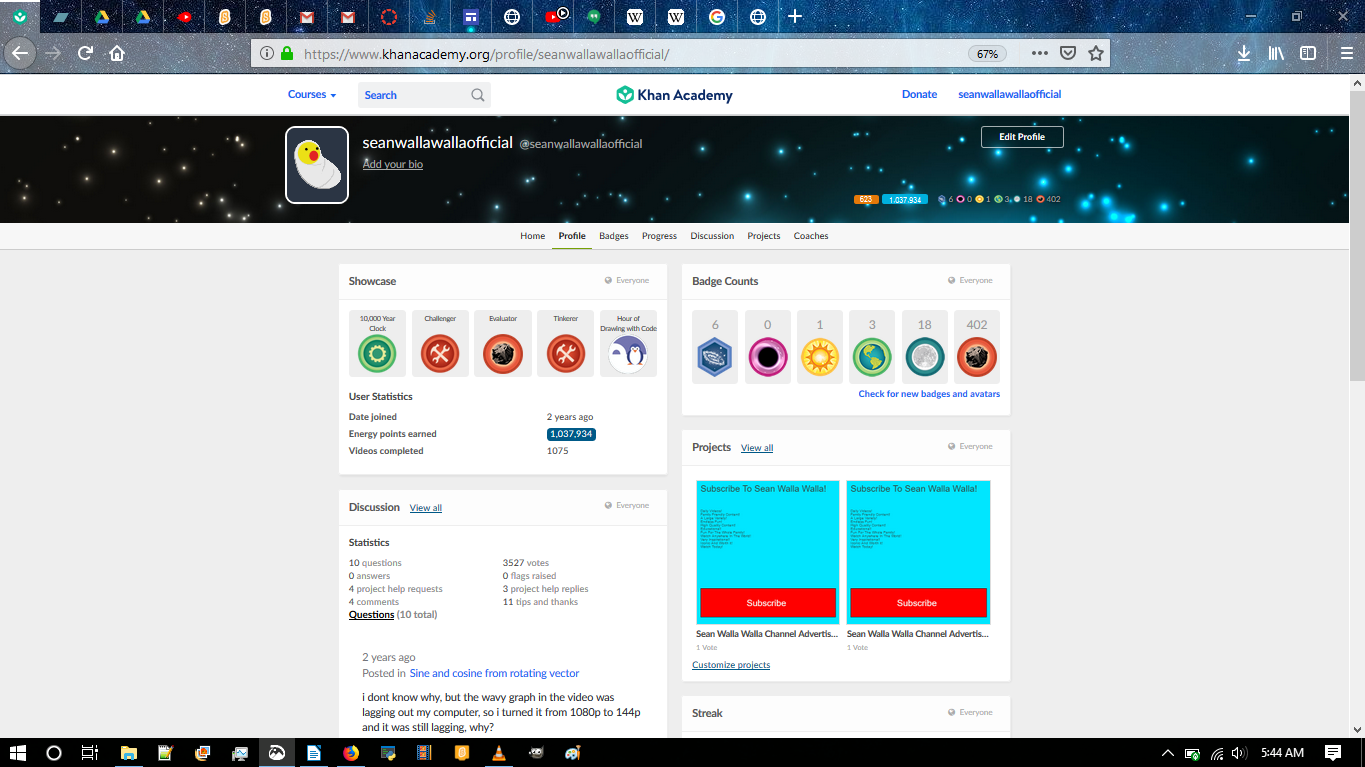 https://www.khanacademy.org/profile/seanwallawallaofficial/
67%
Courses
Search
Khan Academy
Donate
seanwallawallaofficial
seanwallawallaofficial @seanwallawallaofficial
Add your bio
Edit Profile
623 1,037,934 6 0 1 3 18 402
Home Profile Badges Progress Discussion Projects Coaches
Showcase
Everyone
10,000 Year
Clock
Challenger
Evaluator
Tinkerer
Hour of
Drawing with Code
User Statistics
Date joined 2 years ago
Energy points earned 1,037,934
Videos completed 1075
Badge Counts
Everyone
6 0 1 3 18 402
Check for new badges and avatars
Projects View all
Everyone
Subscribe To Sean Walla Walla!
Subscribe
Sean Walla Walla Channel Advertis...
1 Vote
Subscribe To Sean Walla Walla!
Subscribe
Sean Walla Walla Channel Advertis...
1 Vote
Customize projects
Discussion View all
Everyone
Statistics
10 questions 3527 votes
0 answers 0 flags raised
4 project help requests 3 project help replies
4 comments 11 tips and thanks
Questions (10 total)
2 years ago
Posted in Sine and cosine from rotating vector
i dont know why, but the wavy graph in the video was
lagging out my computer, so i turned it from 1080p to 144p
and it was still lagging, why?
Streak
Everyone
5:44 AM